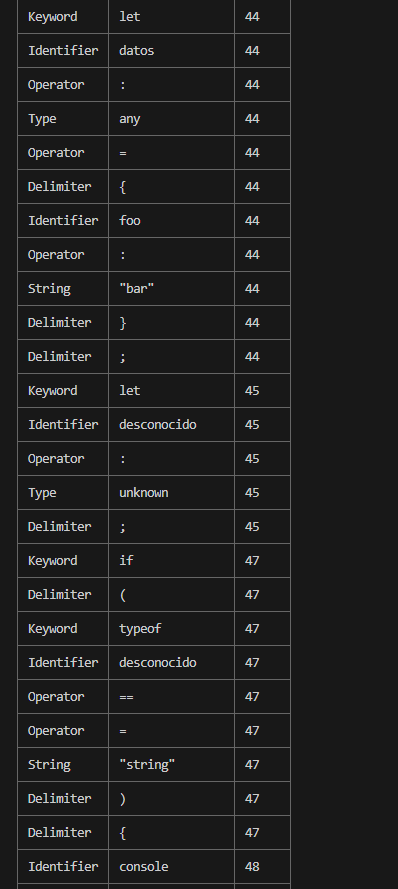 Keyword let 44
Identifier datos 44
Operator : 44
Type any 44
Operator = 44
Delimiter { 44
Identifier foo 44
Operator : 44
String "bar" 44
Delimiter } 44
Delimiter ; 44
Keyword let 45
Identifier desconocido 45
Operator : 45
Type unknown 45
Delimiter ; 45
Keyword if 47
Delimiter ( 47
Keyword typeof 47
Identifier desconocido 47
Operator == 47
Operator = 47
String "string" 47
Delimiter ) 47
Delimiter { 47
Identifier console 48